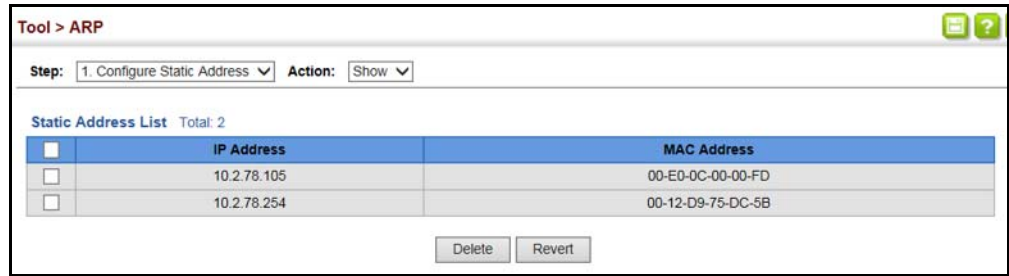 Tool > ARP
?
Step: 1. Configure Static Address Action: Show
Static Address List Total: 2
IP Address MAC Address
10.2.78.105 00-E0-0C-00-00-FD
10.2.78.254 00-12-D9-75-DC-5B
Delete Revert